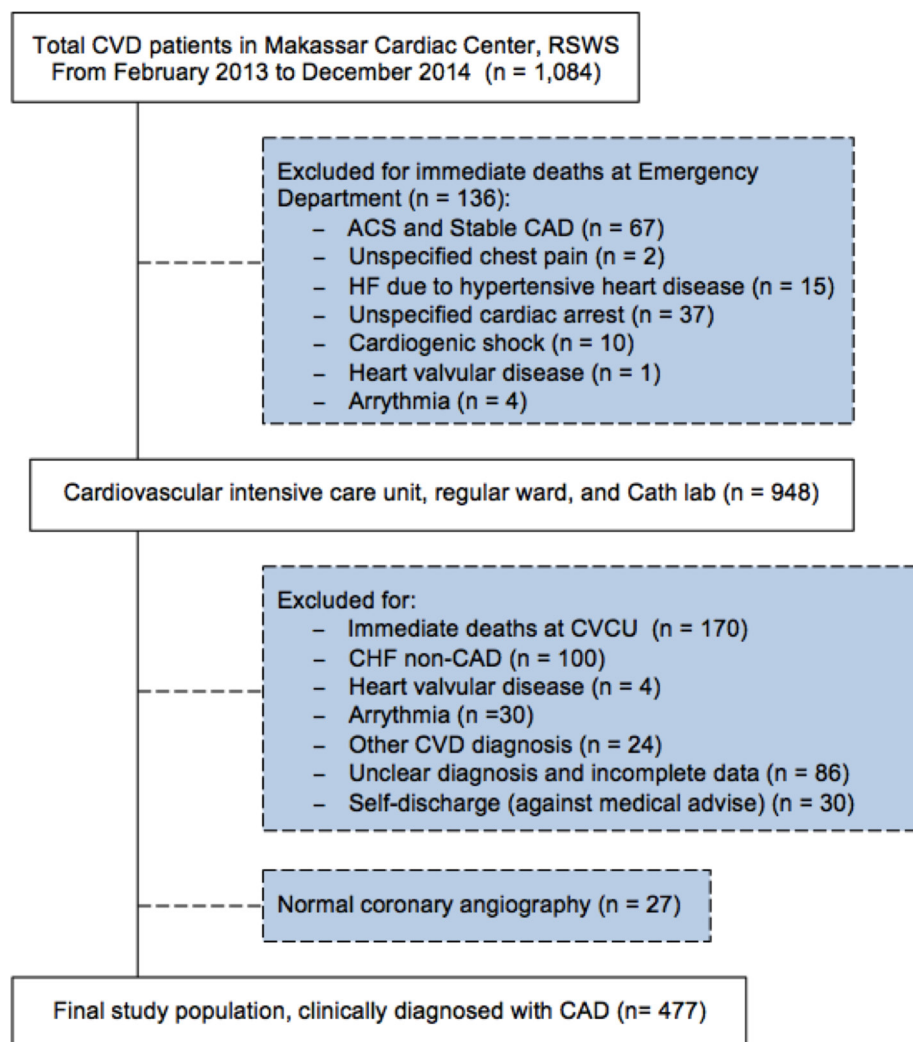 Total CVD patients in Makassar Cardiac Center, RSWS
From February 2013 to December 2014 (n = 1,084)
Excluded for immediate deaths at Emergency
Department (n = 136):
– ACS and Stable CAD (n = 67)
– Unspecified chest pain (n = 2)
– HF due to hypertensive heart disease (n = 15)
– Unspecified cardiac arrest (n = 37)
– Cardiogenic shock (n = 10)
– Heart valvular disease (n = 1)
– Arrythmia (n = 4)
Cardiovascular intensive care unit, regular ward, and Cath lab (n = 948)
Excluded for:
– Immediate deaths at CVCU (n = 170)
– CHF non-CAD (n = 100)
– Heart valvular disease (n = 4)
– Arrythmia (n =30)
– Other CVD diagnosis (n = 24)
– Unclear diagnosis and incomplete data (n = 86)
– Self-discharge (against medical advise) (n = 30)
Normal coronary angiography (n = 27)
Final study population, clinically diagnosed with CAD (n= 477)